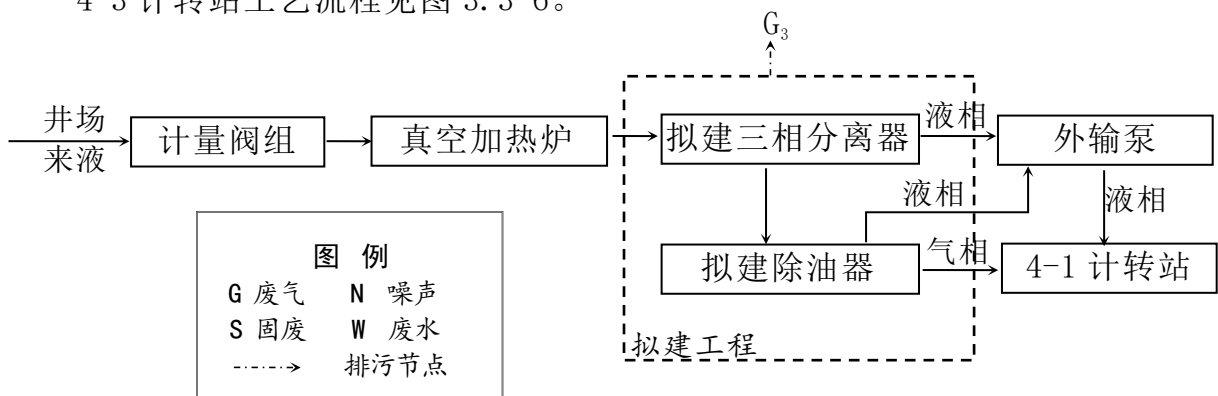 4-3 计转站工艺流程见图 3.3-6。
G3
井场
来液
计量阀组
真空加热炉
拟建三相分离器
液相
外输泵
液相
液相
拟建除油器
气相
4-1 计转站
拟建工程
图 例
G 废气 N 噪声
S 固废 W 废水
排污节点